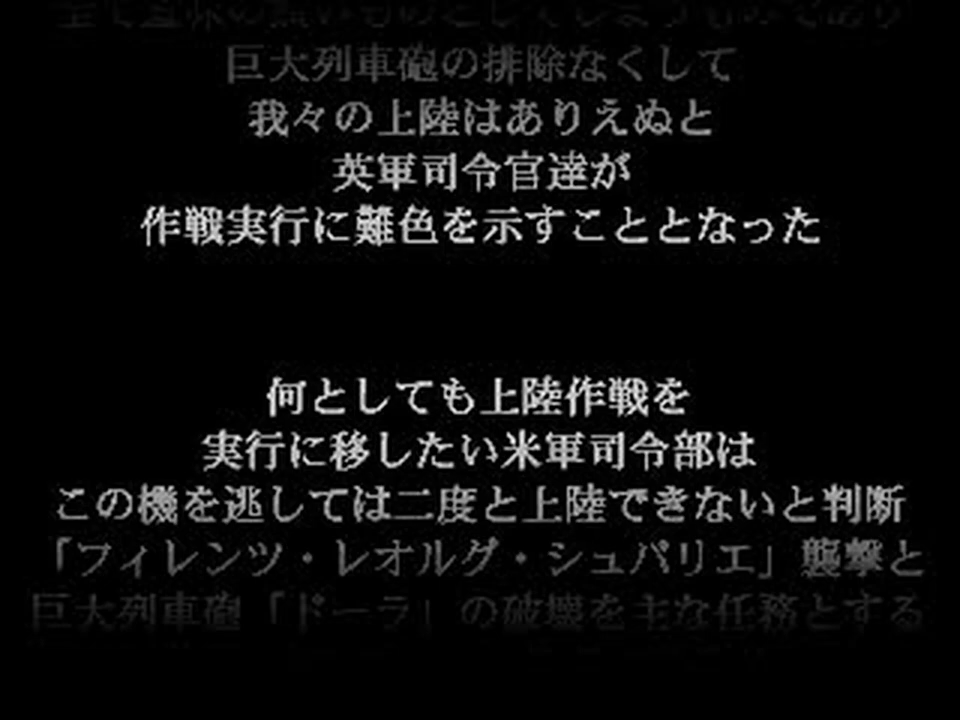 巨大列車砲の排除なくして
我々の上陸はありえぬと
英軍司令官達が
作戦実行に難色を示すこととなった
何としても上陸作戦を
実行に移したい米軍司令部は
この機を逃しては二度と上陸できないと判断
「フィレンツ・レオルグ・シュパリエ」襲撃と
巨大列車砲「ドーラ」の破壊を主な任務とする